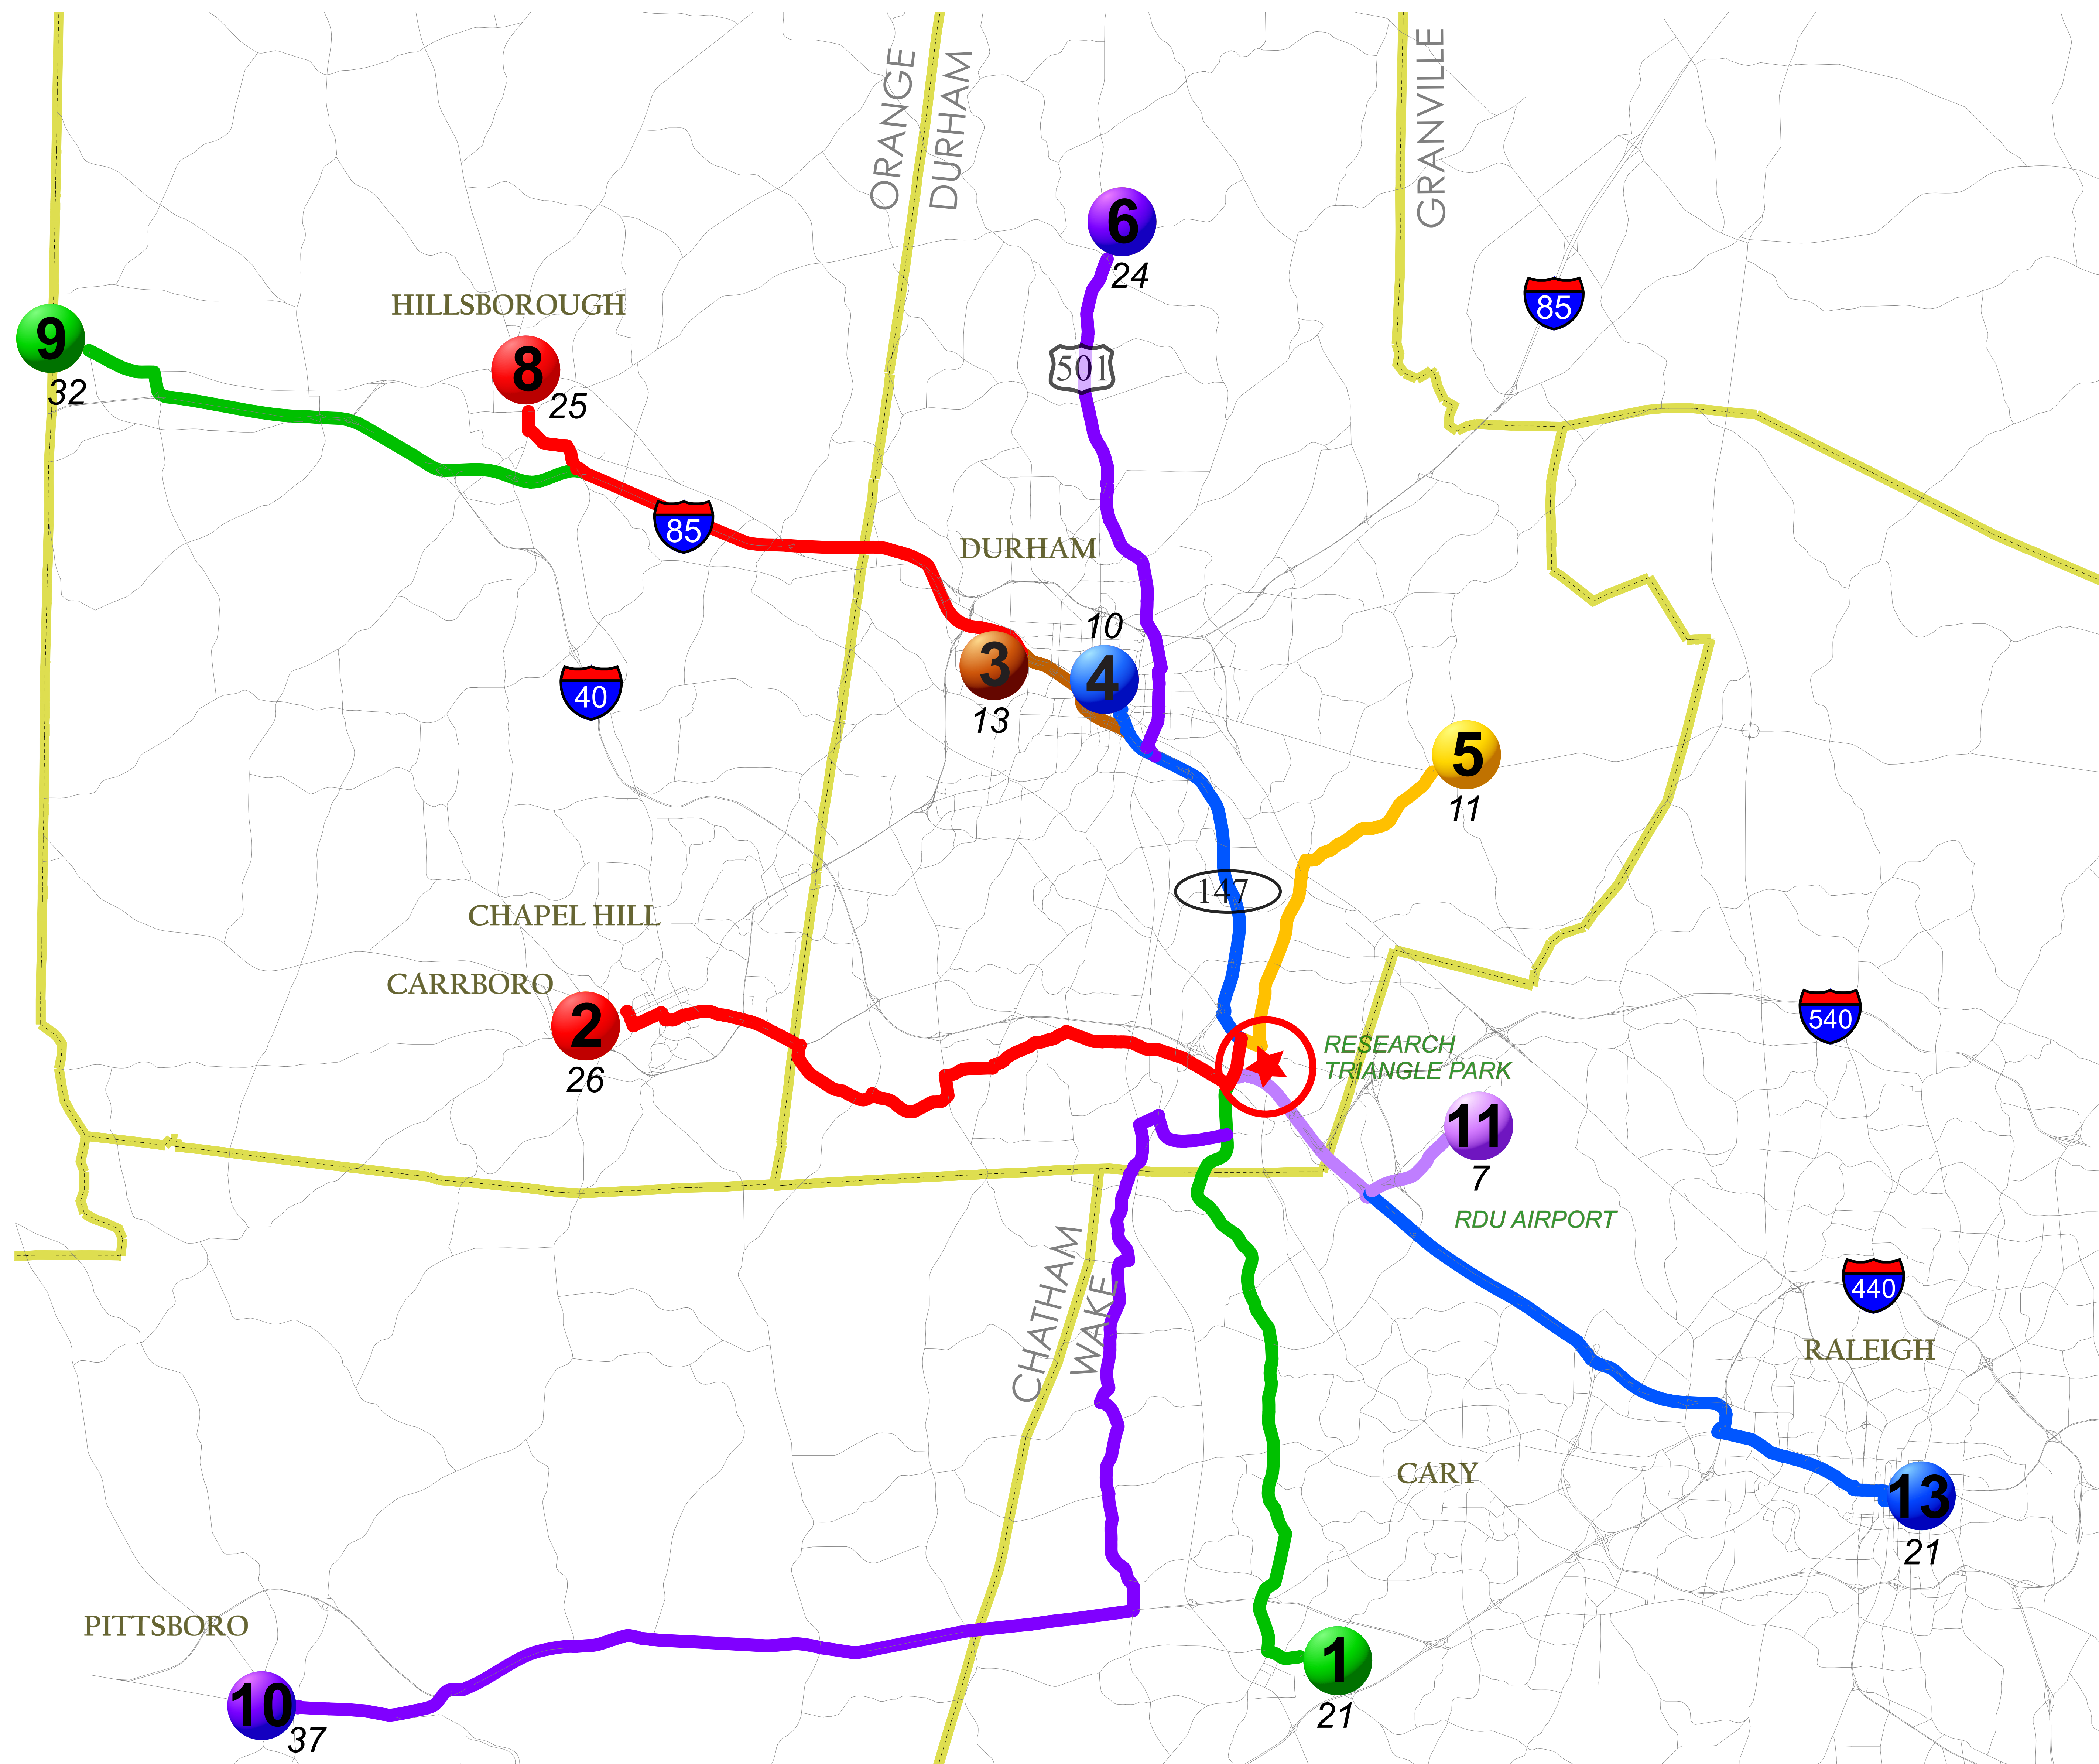 ORANGE
DURHAM
GRANVILLE
6
24
85
HILLSBOROUGH
9
32
8
25
501
85
DURHAM
10
3
13
4
40
5
11
147
CHAPEL HILL
CARRBORO
2
26
540
RESEARCH
TRIANGLE PARK
11
7
RDU AIRPORT
CHATHAM
WAKE
440
RALEIGH
CARY
13
21
PITTSBORO
10
37
1
21